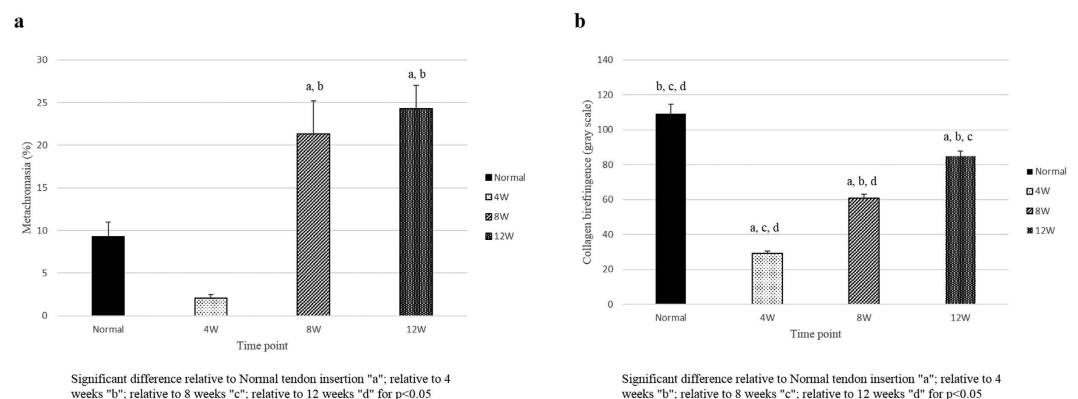 a
30
25
20
15
10
5
0
Metachromasia (%)
a, b
a, b
Normal
4W
8W
12W
Time point
Normal
4W
8W
12W
Significant difference relative to Normal tendon insertion "a"; relative to 4
weeks "b"; relative to 8 weeks "c"; relative to 12 weeks "d" for p<0.05
b
140
120
100
80
60
40
20
0
Collagen birefringence (gray scale)
b, c, d
a, c, d
a, b, d
a, b, c
Normal
4W
8W
12W
Time point
Normal
4W
8W
12W
Significant difference relative to Normal tendon insertion "a"; relative to 4
weeks "b"; relative to 8 weeks "c"; relative to 12 weeks "d" for p<0.05